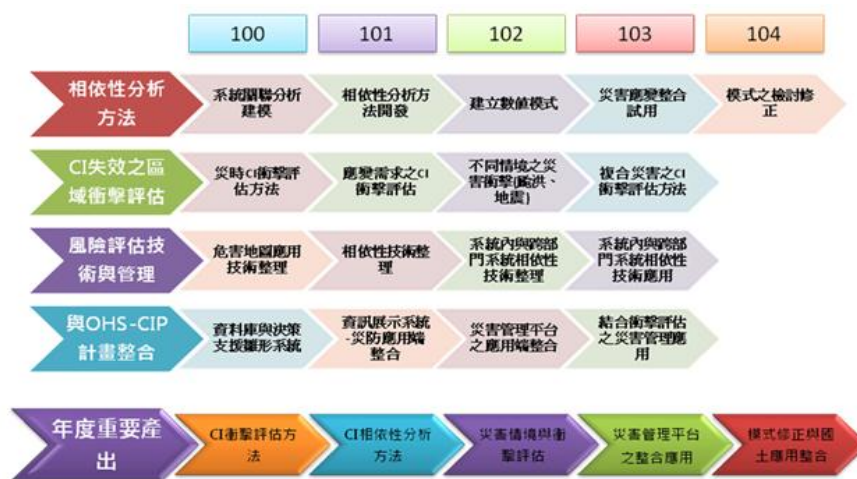 100
101
102
103
104
相依性分析
方法
系統關聯分析
建模
相依性分析方
法開發
建立數值模式
災害應變整合
試用
模式之檢討修
正
CI失效之區
域衝擊評估
災時CI衝擊評
估方法
應變需求之CI
衝擊評估
不同情境之災
害衝擊(颱洪、
地震)
複合災害之CI
衝擊評估方法
風險評估技
術與管理
危害地圖應用
技術整理
相依性技術整
理
系統內與跨部
門系統相依性
技術整理
系統內與跨部
門系統相依性
技術應用
與OHS-CIP
計畫整合
資料庫與決策
支援雛形系統
資訊展示系統
-災防應用端
整合
災害管理平台
之應用端整合
結合衝擊評估
之災害管理應
用
年度重要產
出
CI衝擊評估方
法
CI相依性分析
方法
災害情境與衝
擊評估
災害管理平台
之整合應用
模式修正與國
土應用整合